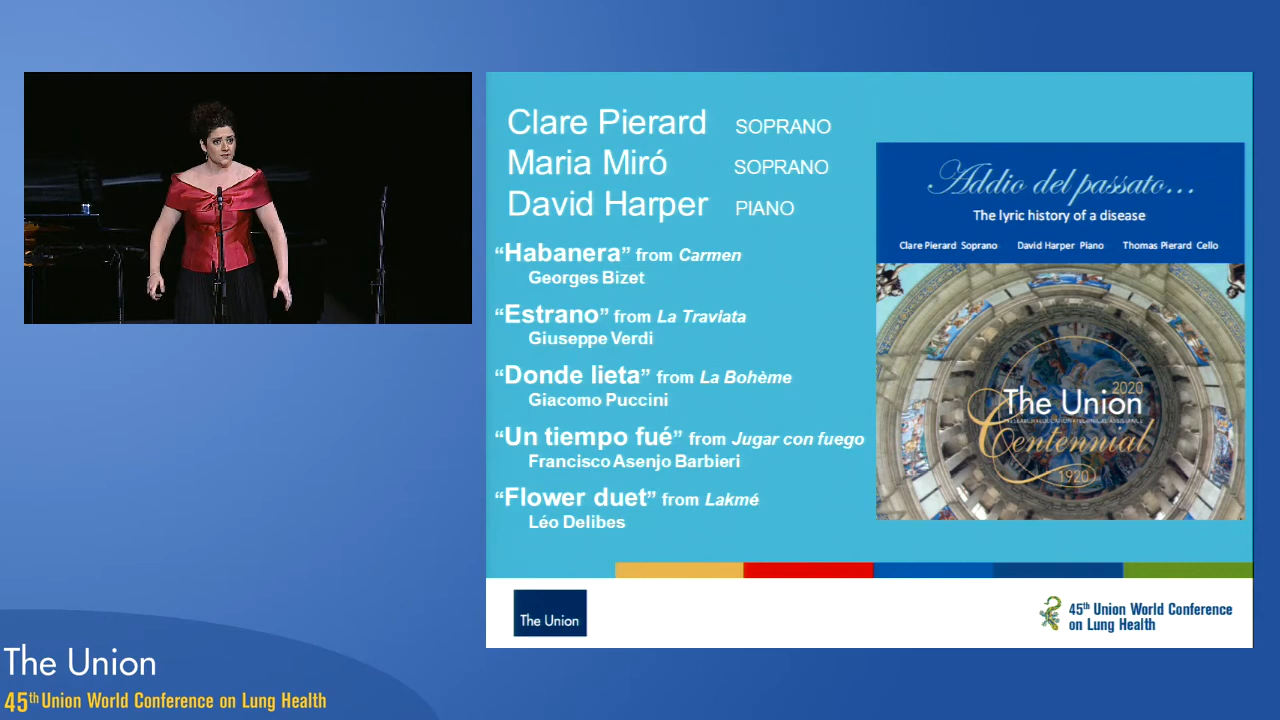 Clare Pierard SOPRANO
Maria Miró SOPRANO
David Harper PIANO
“Habanera” from Carmen
Georges Bizet
“Estrano” from La Traviata
Giuseppe Verdi
“Donde lieta” from La Bohème
Giacomo Puccini
“Un tiempo fué” from Jugar con fuego
Francisco Asenjo Barbieri
“Flower duet” from Lakmé
Léo Delibes
Addio del passato...
The lyric history of a disease
Clare Pierard Soprano David Harper Piano Thomas Pierard Cello
2020
The Union
Centennial
1920
The Union
45th Union World Conference
on Lung Health
The Union
45th Union World Conference on Lung Health